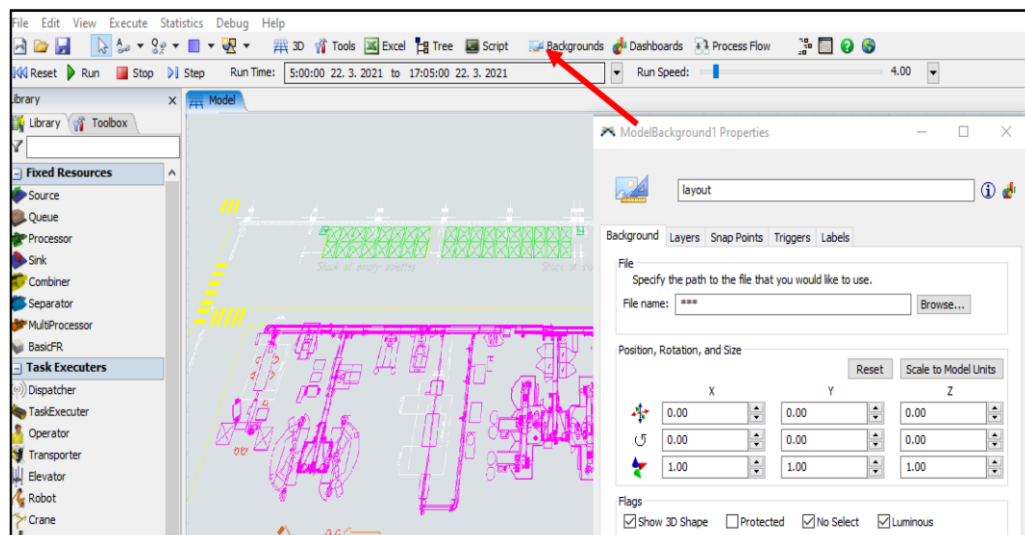 File Edit View Execute Statistics Debug Help
3D Tools Excel Tree Script Backgrounds Dashboards Process Flow
Reset Run Stop Step Run Time: 5:00:00 22. 3. 2021 to 17:05:00 22. 3. 2021 Run Speed: 4.00
Library
Library Toolbox
Fixed Resources
Source
Queue
Processor
Sink
Combiner
Separator
MultiProcessor
BasicFR
Task Executers
Dispatcher
TaskExecuter
Operator
Transporter
Elevator
Robot
Crane
Model
Stock of empty
Stock of
ModelBackground1 Properties
layout
Background Layers Snap Points Triggers Labels
File
Specify the path to the file that you would like to use.
File name: *** Browse...
Position, Rotation, and Size
Reset Scale to Model Units
X Y Z
0.00 0.00 0.00
0.00 0.00 0.00
1.00 1.00 1.00
Flags
Show 3D Shape Protected No Select Luminous